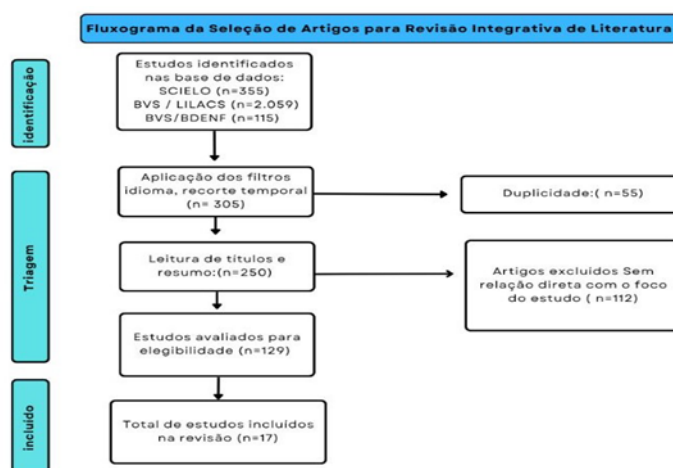 Fluxograma da Seleção de Artigos para Revisão Integrativa de Literatura
identificação
Estudos identificados
nas base de dados:
SCIELO (n=355)
BVS / LILACS (n=2.059)
BVS/BDENF (n=115)
Triagem
Aplicação dos filtros
idioma, recorte temporal
(n= 305)
Duplicidade:( n=55)
Leitura de títulos e
resumo:(n=250)
Artigos excluídos Sem
relação direta com o foco
do estudo ( n=112)
Estudos avaliados para
elegibilidade (n=129)
incluído
Total de estudos incluídos
na revisão (n=17)